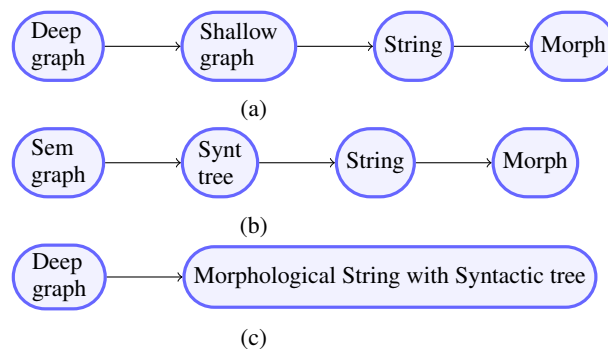 Deep graph
Shallow graph
String
Morph
(a)
Sem graph
Synt tree
String
Morph
(b)
Deep graph
Morphological String with Syntactic tree
(c)